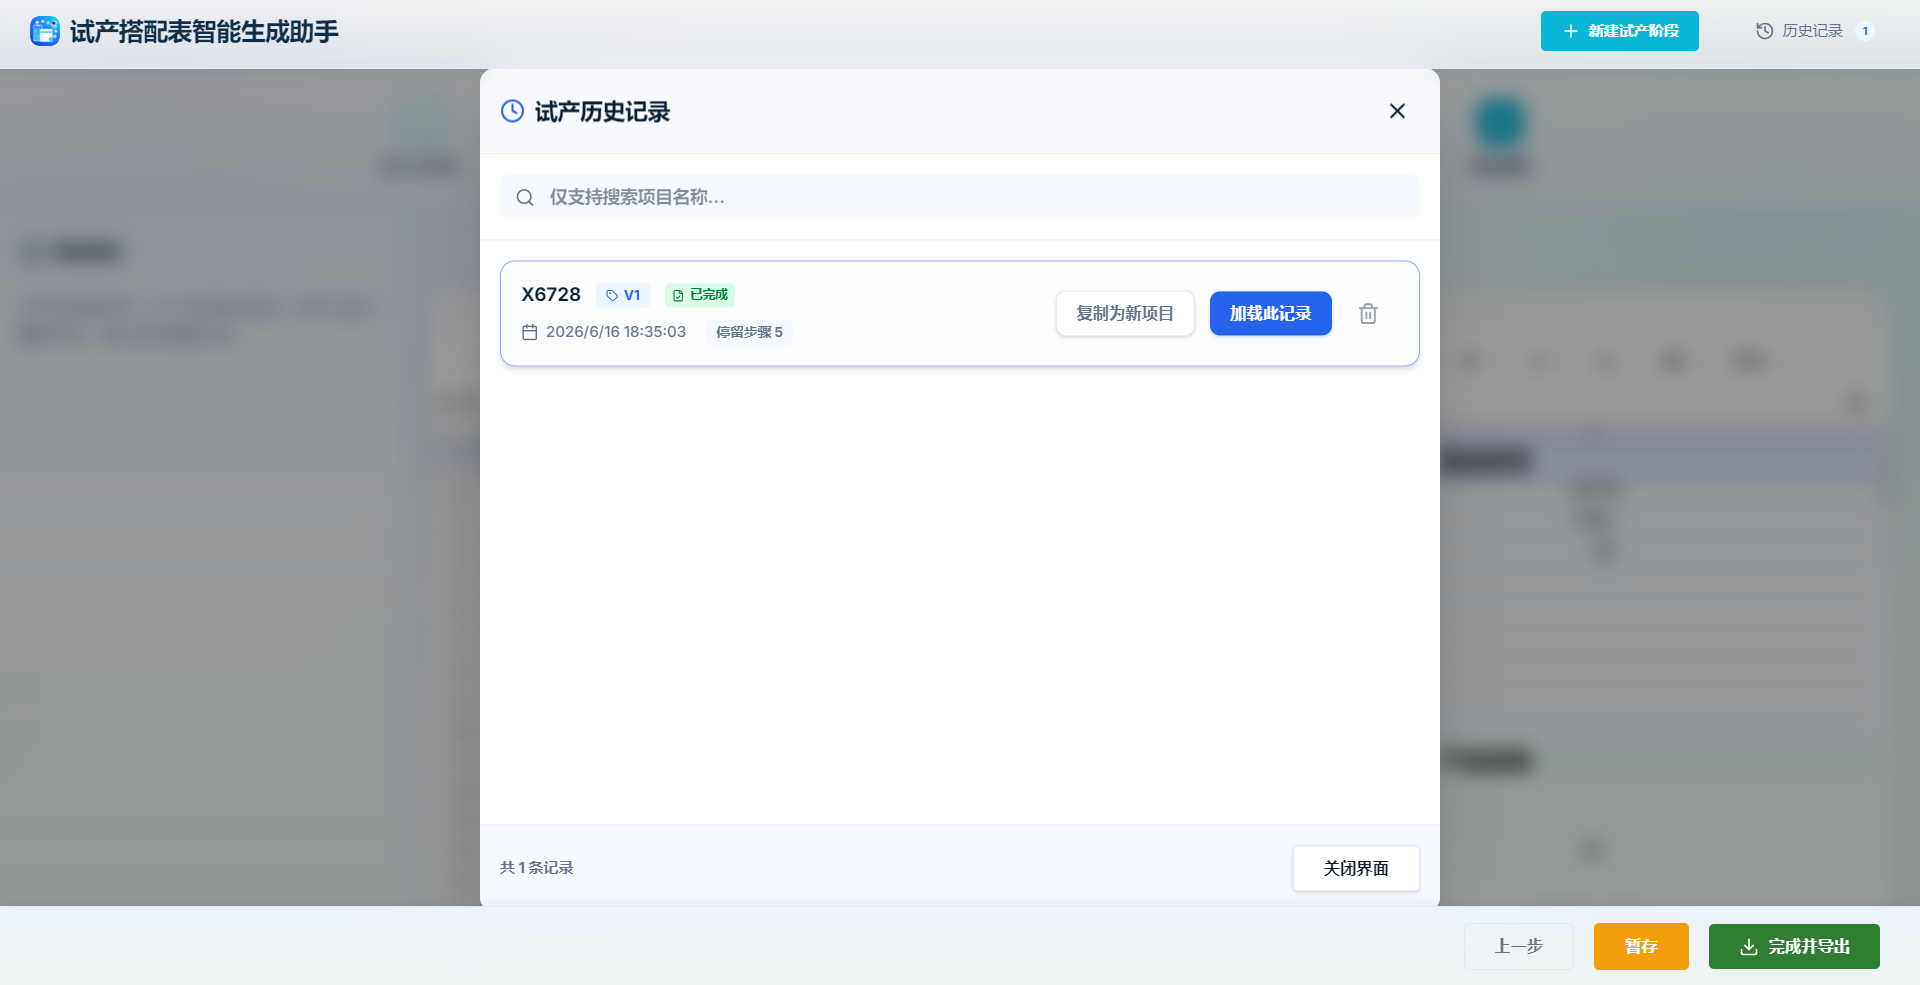 试产搭配表智能生成助手
新建试产阶段
历史记录 1
试产历史记录
仅支持搜索项目名称...
X6728 V1 已完成
2026/6/16 18:35:03 停留步骤 5
复制为新项目 加载此记录
共 1 条记录
关闭界面
上一步 暂存 完成并导出